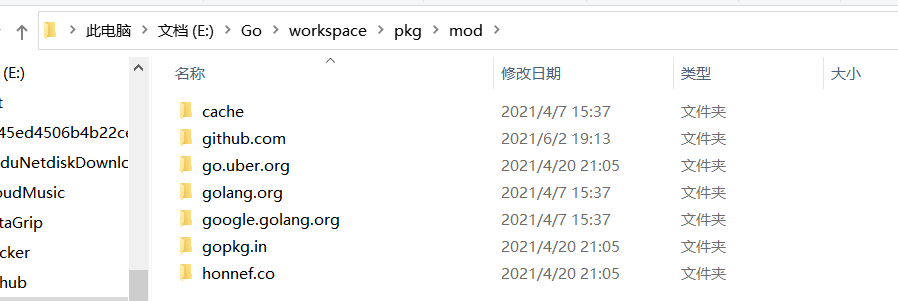 此电脑 > 文档 (E:) > Go > workspace > pkg > mod >
(E:)
名称 修改日期 类型 大小
cache 2021/4/7 15:37 文件夹
github.com 2021/6/2 19:13 文件夹
go.uber.org 2021/4/20 21:05 文件夹
golang.org 2021/4/7 15:37 文件夹
google.golang.org 2021/4/7 15:37 文件夹
gopkg.in 2021/4/20 21:05 文件夹
honnef.co 2021/4/20 21:05 文件夹
t
45ed4506b4b22ce
duNetdiskDownlo
oudMusic
taGrip
cker
hub